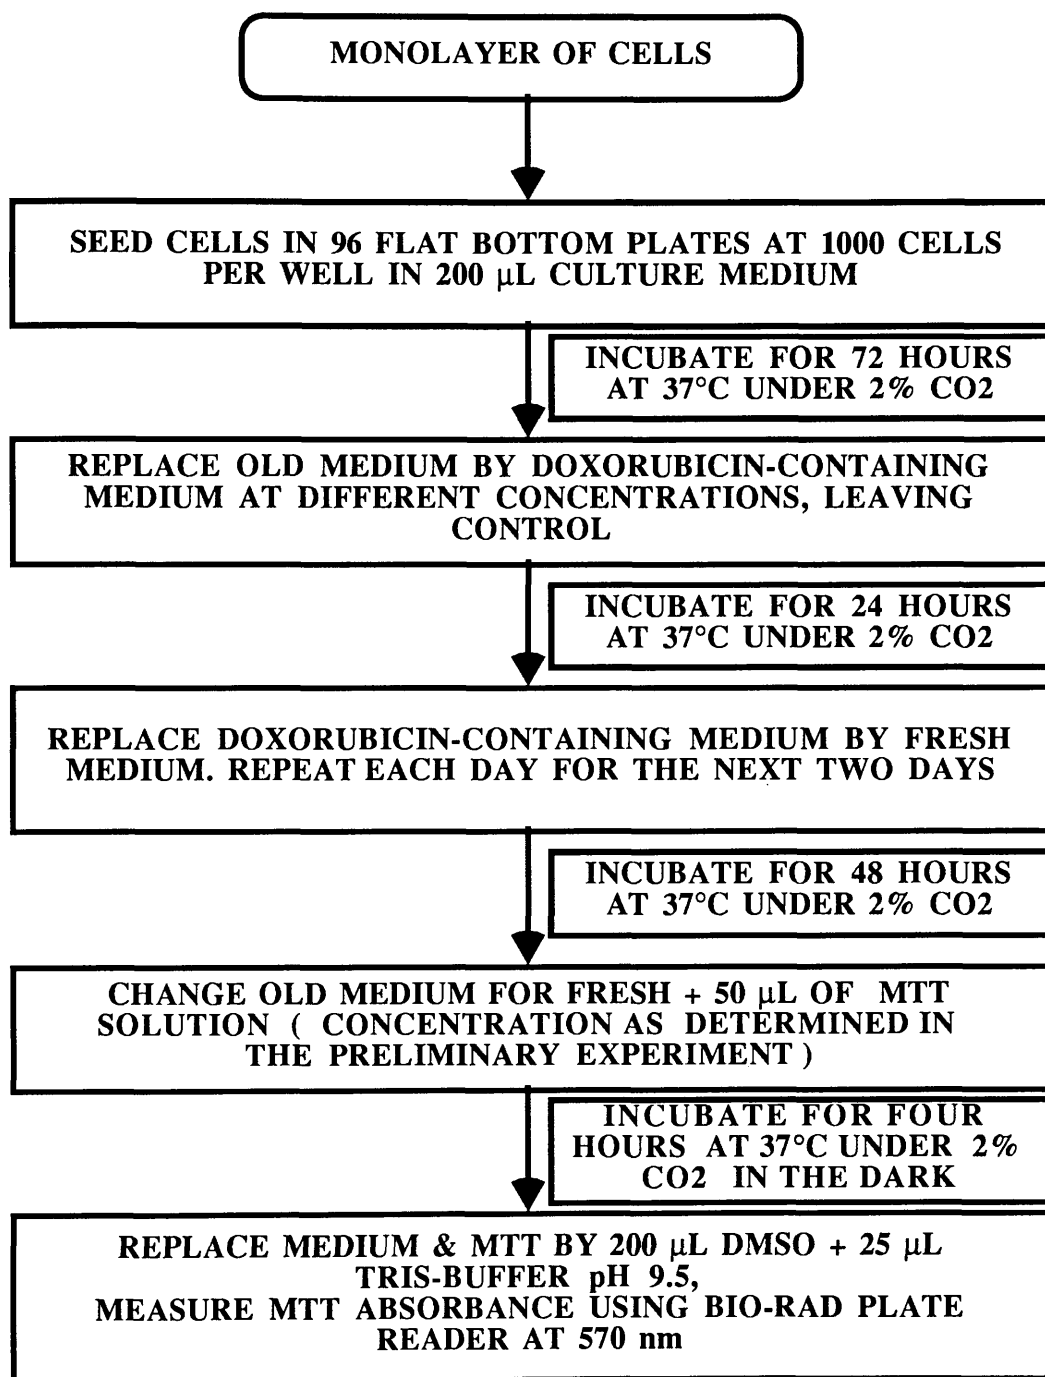 MONOLAYER OF CELLS
SEED CELLS IN 96 FLAT BOTTOM PLATES AT 1000 CELLS
PER WELL IN 200 µL CULTURE MEDIUM
INCUBATE FOR 72 HOURS
AT 37°C UNDER 2% CO2
REPLACE OLD MEDIUM BY DOXORUBICIN-CONTAINING
MEDIUM AT DIFFERENT CONCENTRATIONS, LEAVING
CONTROL
INCUBATE FOR 24 HOURS
AT 37°C UNDER 2% CO2
REPLACE DOXORUBICIN-CONTAINING MEDIUM BY FRESH
MEDIUM. REPEAT EACH DAY FOR THE NEXT TWO DAYS
INCUBATE FOR 48 HOURS
AT 37°C UNDER 2% CO2
CHANGE OLD MEDIUM FOR FRESH + 50 µL OF MTT
SOLUTION ( CONCENTRATION AS DETERMINED IN
THE PRELIMINARY EXPERIMENT )
INCUBATE FOR FOUR
HOURS AT 37°C UNDER 2%
CO2 IN THE DARK
REPLACE MEDIUM & MTT BY 200 µL DMSO + 25 µL
TRIS-BUFFER pH 9.5,
MEASURE MTT ABSORBANCE USING BIO-RAD PLATE
READER AT 570 nm